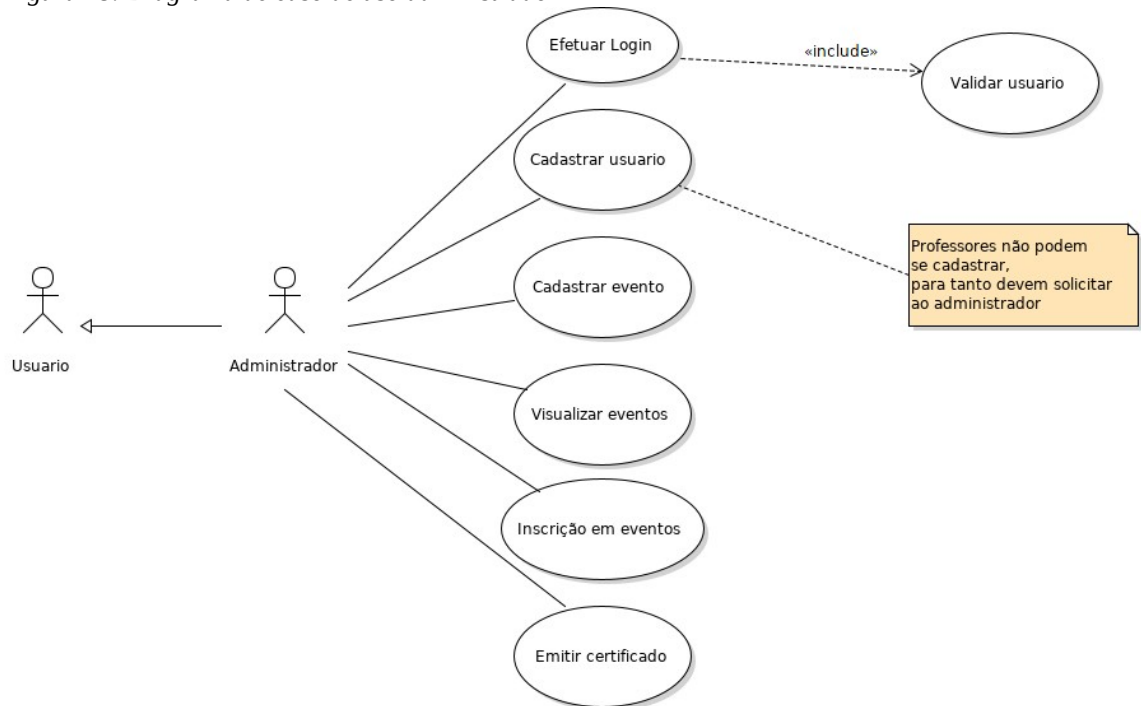 Efetuar Login
«include»
Validar usuario
Cadastrar usuario
Professores não podem
se cadastrar,
para tanto devem solicitar
ao administrador
Cadastrar evento
Usuario
Administrador
Visualizar eventos
Inscrição em eventos
Emitir certificado